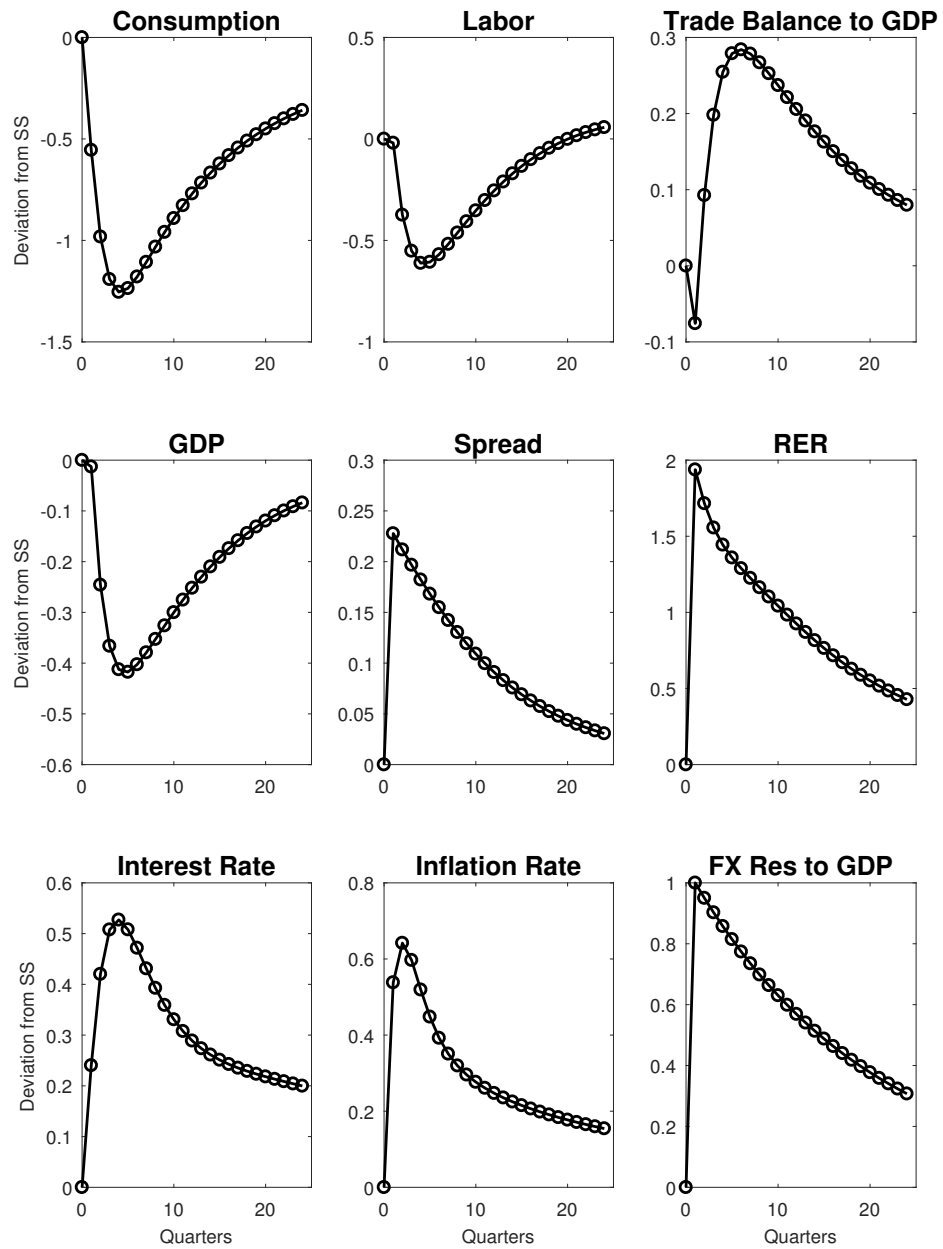 Consumption
Labor
Trade Balance to GDP
Deviation from SS
0
-0.5
-1
-1.5
0 10 20
0.5
0
-0.5
-1
0 10 20
0.3
0.2
0.1
0
-0.1
0 10 20
GDP
Spread
RER
Deviation from SS
0
-0.1
-0.2
-0.3
-0.4
-0.5
-0.6
0 10 20
0.3
0.25
0.2
0.15
0.1
0.05
0
0 10 20
2
1.5
1
0.5
0
0 10 20
Interest Rate
Inflation Rate
FX Res to GDP
Deviation from SS
0.6
0.5
0.4
0.3
0.2
0.1
0
0 10 20
Quarters
0.8
0.6
0.4
0.2
0
0 10 20
Quarters
1
0.8
0.6
0.4
0.2
0
0 10 20
Quarters